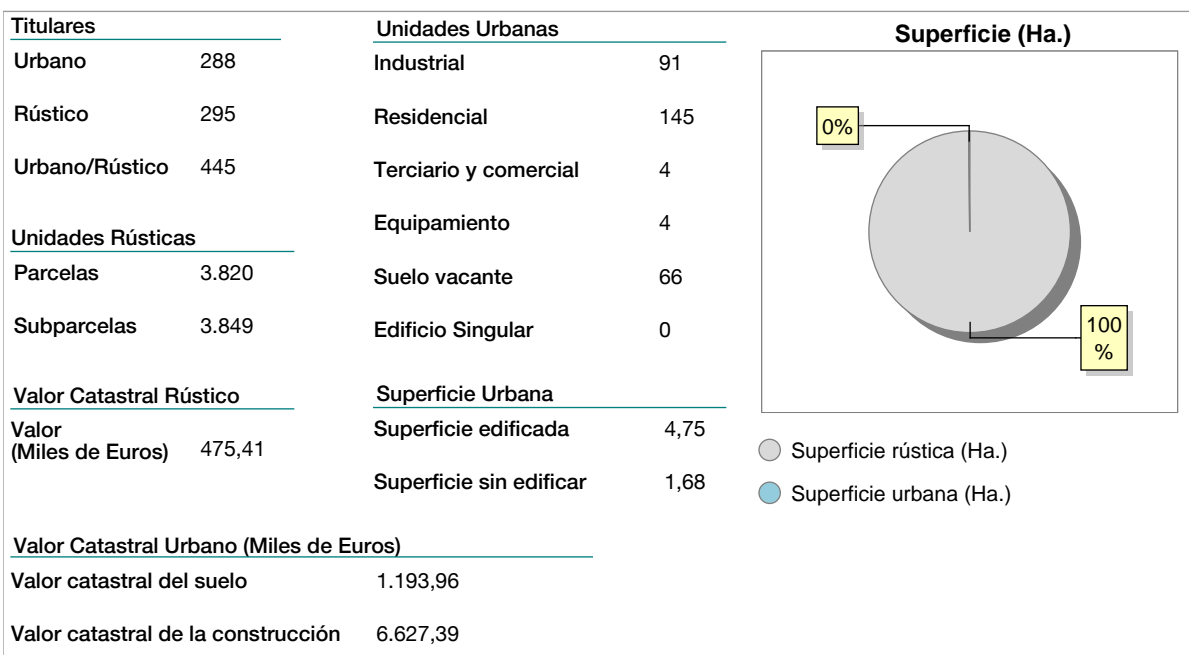 Titulares
Urbano 288
Rústico 295
Urbano/Rústico 445
Unidades Rústicas
Parcelas 3.820
Subparcelas 3.849
Valor Catastral Rústico
Valor
(Miles de Euros) 475,41
Unidades Urbanas
Industrial 91
Residencial 145
Terciario y comercial 4
Equipamiento 4
Suelo vacante 66
Edificio Singular 0
Superficie Urbana
Superficie edificada 4,75
Superficie sin edificar 1,68
Valor Catastral Urbano (Miles de Euros)
Valor catastral del suelo 1.193,96
Valor catastral de la construcción 6.627,39
Superficie (Ha.)
0%
100
%
Superficie rústica (Ha.)
Superficie urbana (Ha.)